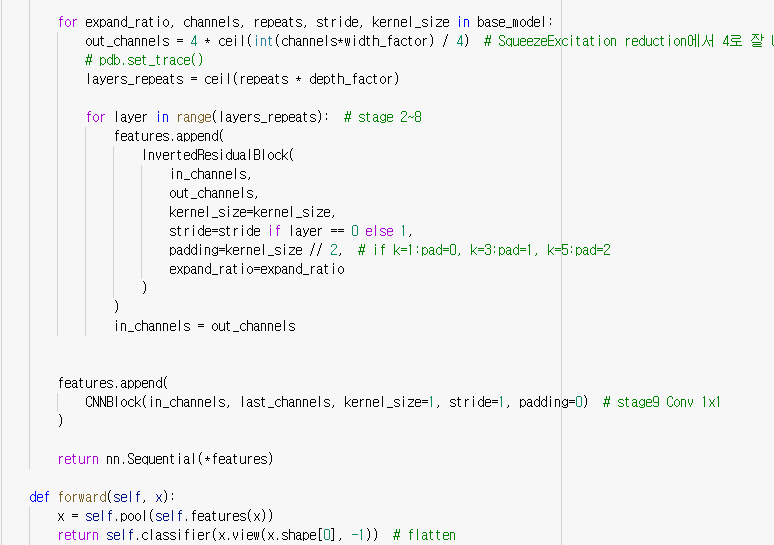 for expand_ratio, channels, repeats, stride, kernel_size in base_model:
out_channels = 4 * ceil(int(channels*width_factor) / 4)  # SqueezeExcitation reduction에서 4로 잘
# pdb.set_trace()
layers_repeats = ceil(repeats * depth_factor)
for layer in range(layers_repeats):  # stage 2~8
features.append(
InvertedResidualBlock(
in_channels,
out_channels,
kernel_size=kernel_size,
stride=stride if layer == 0 else 1,
padding=kernel_size // 2,  # if k=1:pad=0, k=3:pad=1, k=5:pad=2
expand_ratio=expand_ratio
)
)
in_channels = out_channels
features.append(
CNNBlock(in_channels, last_channels, kernel_size=1, stride=1, padding=0)  # stage9 Conv 1x1
)
return nn.Sequential(*features)
def forward(self, x):
x = self.pool(self.features(x))
return self.classifier(x.view(x.shape[0], -1))  # flatten